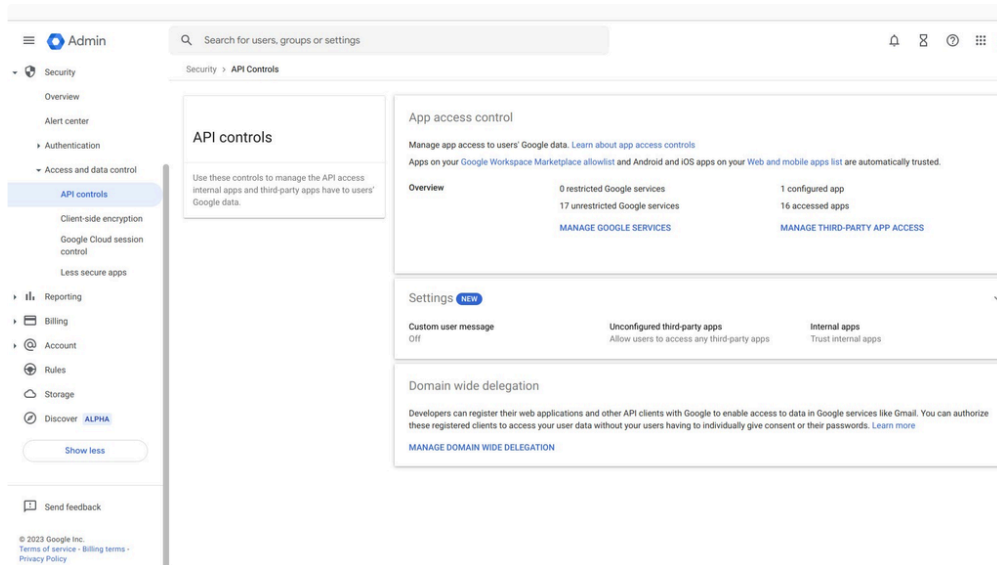 Admin
Search for users, groups or settings
Security
Overview
Alert center
Authentication
Access and data control
API controls
Client-side encryption
Google Cloud session
control
Less secure apps
Reporting
Billing
Account
Rules
Storage
Discover ALPHA
Show less
Send feedback
© 2023 Google Inc.
Terms of service - Billing terms -
Privacy Policy
Security > API Controls
API controls
Use these controls to manage the API access
internal apps and third-party apps have to users'
Google data.
App access control
Manage app access to users' Google data. Learn about app access controls
Apps on your Google Workspace Marketplace allowlist and Android and iOS apps on your Web and mobile apps list are automatically trusted.
Overview
0 restricted Google services
17 unrestricted Google services
MANAGE GOOGLE SERVICES
1 configured app
16 accessed apps
MANAGE THIRD-PARTY APP ACCESS
Settings NEW
Custom user message
Off
Unconfigured third-party apps
Allow users to access any third-party apps
Internal apps
Trust internal apps
Domain wide delegation
Developers can register their web applications and other API clients with Google to enable access to data in Google services like Gmail. You can authorize
these registered clients to access your user data without your users having to individually give consent or their passwords. Learn more
MANAGE DOMAIN WIDE DELEGATION